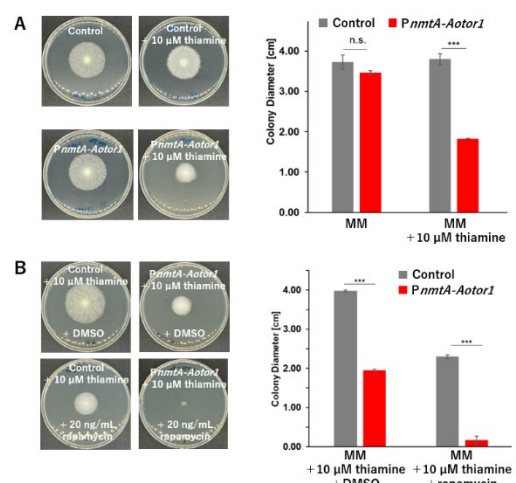 A
Control
Control
+ 10 μM thiamine
PnmtA-Aotor1
PnmtA-Aotor1
+ 10 μM thiamine
Control
PnmtA-Aotor1
Colony Diameter [cm]
4.00
3.00
2.00
1.00
0.00
n.s.
***
MM
MM
+10 μM thiamine
B
Control
+ 10 μM thiamine
+ DMSO
PnmtA-Aotor1
+ 10 μM thiamine
+ DMSO
Control
+ 10 μM thiamine
+ 20 ng/mL
rapamycin
PnmtA-Aotor1
+ 10 μM thiamine
+ 20 ng/mL
rapamycin
Control
PnmtA-Aotor1
Colony Diameter [cm]
4.00
3.00
2.00
1.00
0.00
***
***
MM
+ 10 μM thiamine
+DMSO
MM
+ 10 μM thiamine
+ rapamycin